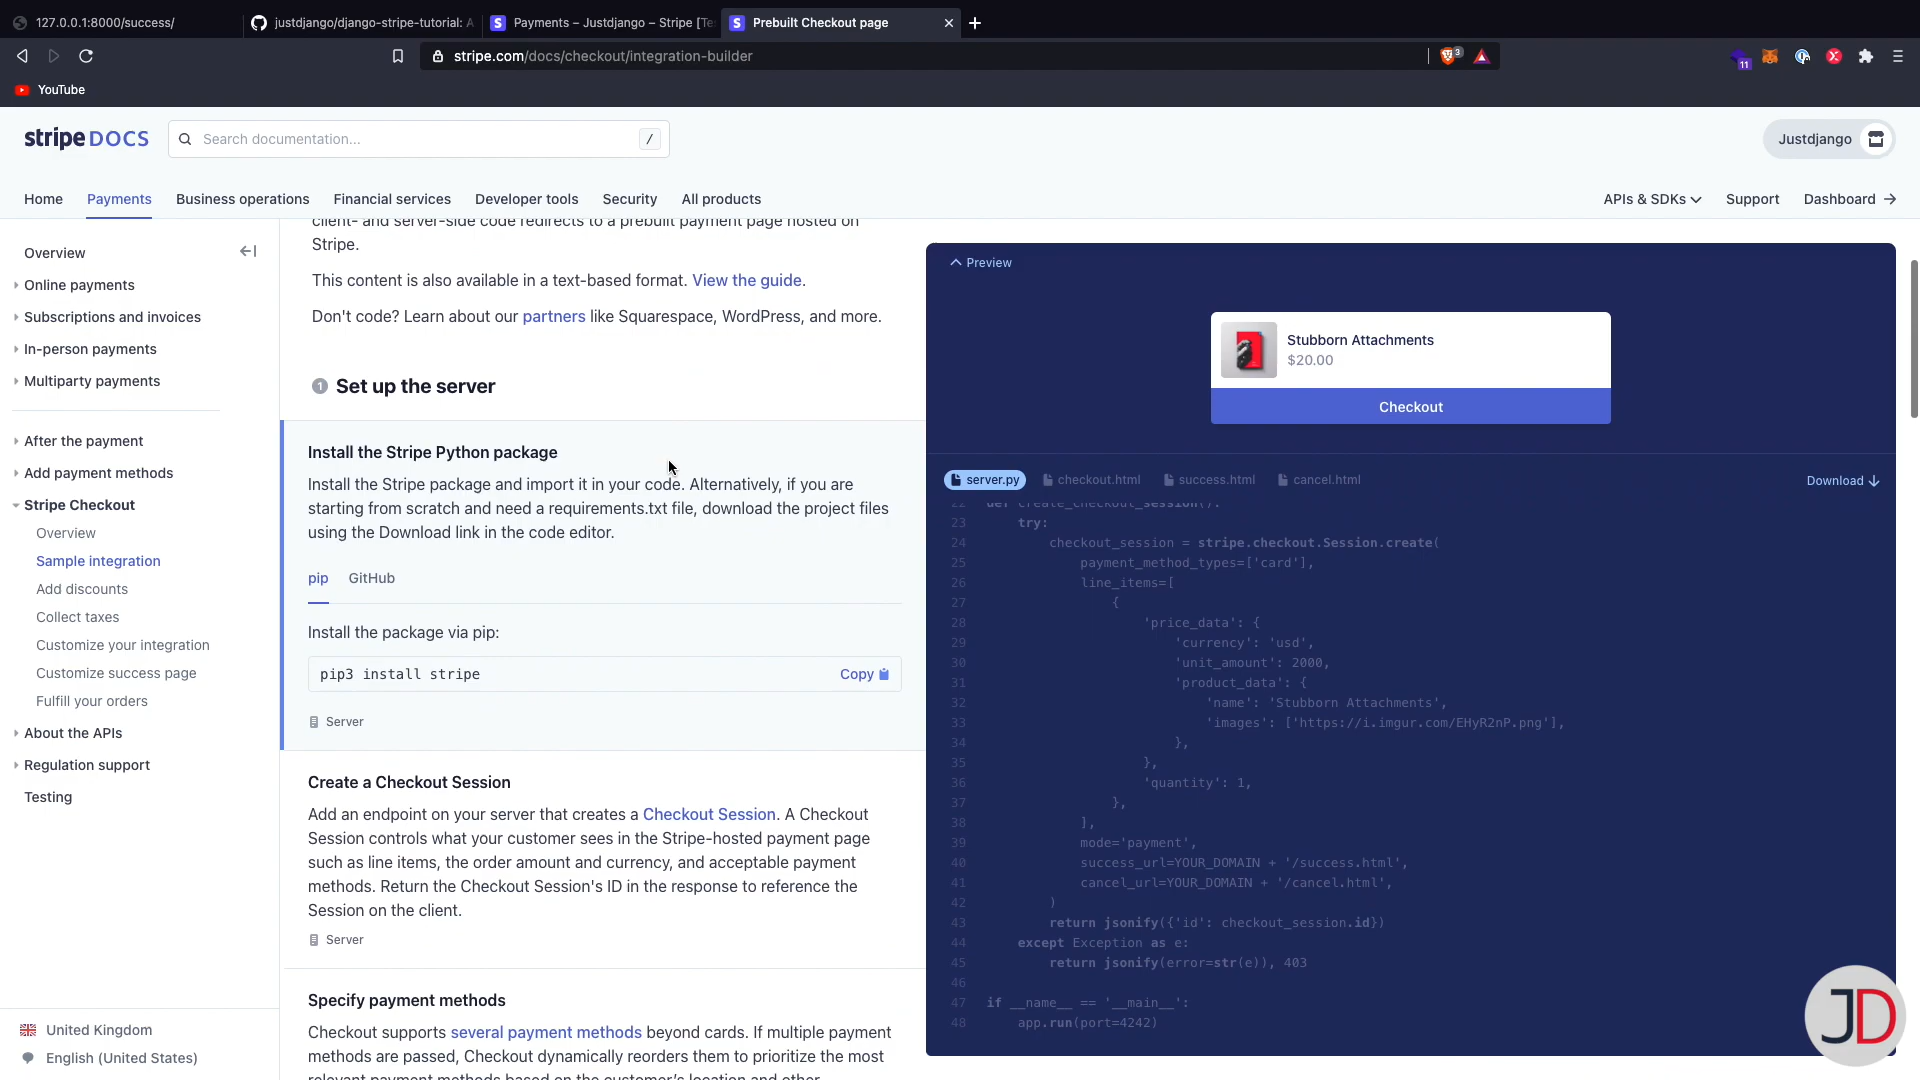 127.0.0.1:8000/success/
justdjango/django-stripe-tutorial: A
Payments – Justdjango – Stripe [Te
Prebuilt Checkout page
stripe.com/docs/checkout/integration-builder
3
11
YouTube
stripe DOCS
Search documentation...
/
Justdjango
Home
Payments
Business operations
Financial services
Developer tools
Security
All products
APIs & SDKs
Support
Dashboard
Overview
Online payments
Subscriptions and invoices
In-person payments
Multiparty payments
After the payment
Add payment methods
Stripe Checkout
Overview
Sample integration
Add discounts
Collect taxes
Customize your integration
Customize success page
Fulfill your orders
About the APIs
Regulation support
Testing
United Kingdom
English (United States)
client- and server-side code redirects to a prebuilt payment page hosted on
Stripe.
This content is also available in a text-based format. View the guide.
Don't code? Learn about our partners like Squarespace, WordPress, and more.
1 Set up the server
Install the Stripe Python package
Install the Stripe package and import it in your code. Alternatively, if you are
starting from scratch and need a requirements.txt file, download the project files
using the Download link in the code editor.
pip
GitHub
Install the package via pip:
pip3 install stripe
Copy
Server
Create a Checkout Session
Add an endpoint on your server that creates a Checkout Session. A Checkout
Session controls what your customer sees in the Stripe-hosted payment page
such as line items, the order amount and currency, and acceptable payment
methods. Return the Checkout Session's ID in the response to reference the
Session on the client.
Server
Specify payment methods
Checkout supports several payment methods beyond cards. If multiple payment
methods are passed, Checkout dynamically reorders them to prioritize the most
relevant payment methods based on the customer's location and other
Preview
Stubborn Attachments
$20.00
Checkout
server.py
checkout.html
success.html
cancel.html
Download
22 def create_checkout_session():
23 try:
24 checkout_session = stripe.checkout.Session.create(
25 payment_method_types=['card'],
26 line_items=[
27 {
28 'price_data': {
29 'currency': 'usd',
30 'unit_amount': 2000,
31 'product_data': {
32 'name': 'Stubborn Attachments',
33 'images': ['https://i.imgur.com/EHyR2nP.png'],
34 },
35 },
36 'quantity': 1,
37 },
38 ],
39 mode='payment',
40 success_url=YOUR_DOMAIN + '/success.html',
41 cancel_url=YOUR_DOMAIN + '/cancel.html',
42 )
43 return jsonify({'id': checkout_session.id})
44 except Exception as e:
45 return jsonify(error=str(e)), 403
46
47 if __name__ == '__main__':
48 app.run(port=4242)
JD